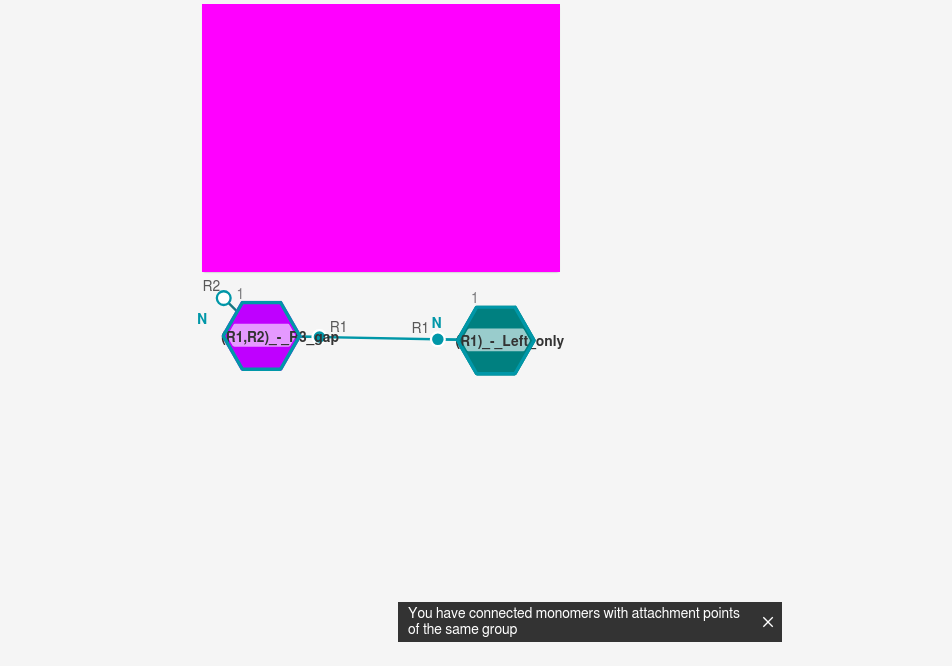 R2
1
N
(R1,R2)_-_R3_gap
R1
R1
N
1
(R1)_-_Left_only
You have connected monomers with attachment points
of the same group